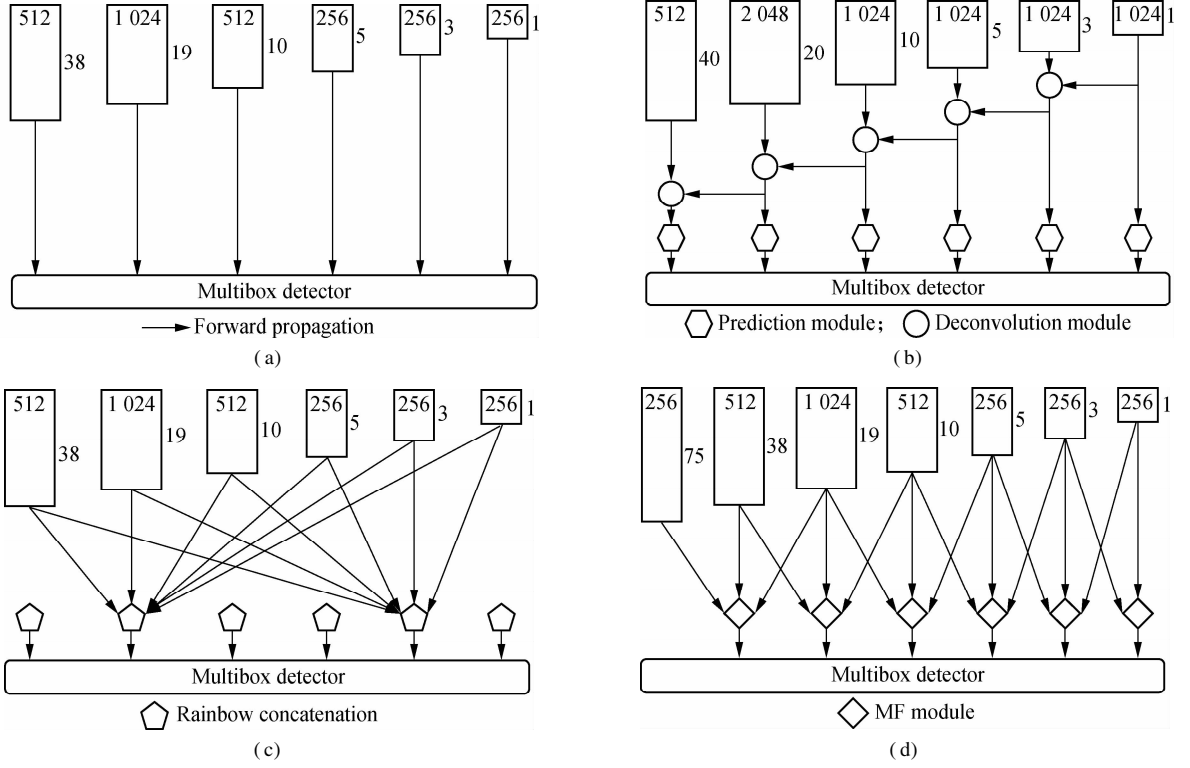 512 1 024 512 256 256 256
38 19 10 5 3 1
Multibox detector
Forward propagation
(a)
512 2 048 1 024 1 024 1 024 1 024
40 20 10 5 3 1
Multibox detector
Prediction module; Deconvolution module
(b)
512 1 024 512 256 256 256
38 19 10 5 3 1
Multibox detector
Rainbow concatenation
(c)
256 512 1 024 512 256 256 256
75 38 19 10 5 3 1
Multibox detector
MF module
(d)